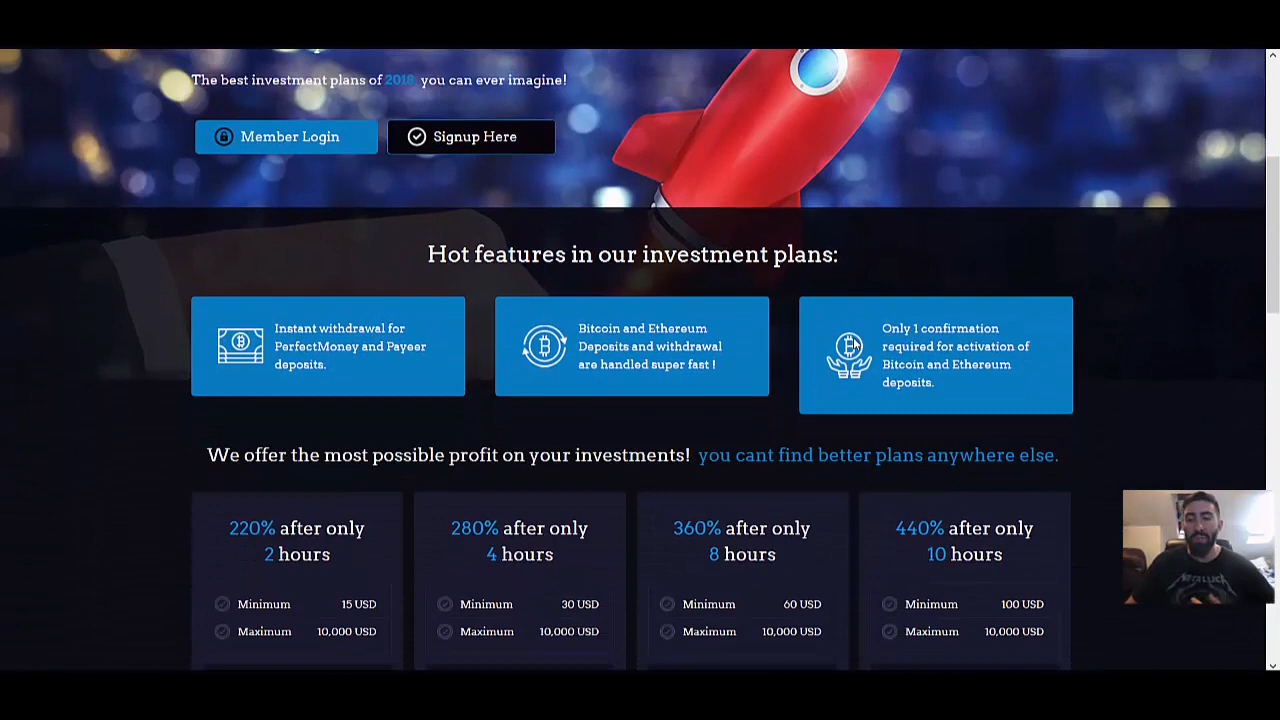 The best investment plans of 2018 you can ever imagine!
Member Login
Signup Here
Hot features in our investment plans:
Instant withdrawal for
PerfectMoney and Payeer
deposits.
Bitcoin and Ethereum
Deposits and withdrawal
are handled super fast !
Only 1 confirmation
required for activation of
Bitcoin and Ethereum
deposits.
We offer the most possible profit on your investments! you cant find better plans anywhere else.
220% after only
2 hours
Minimum 15 USD
Maximum 10,000 USD
280% after only
4 hours
Minimum 30 USD
Maximum 10,000 USD
360% after only
8 hours
Minimum 60 USD
Maximum 10,000 USD
440% after only
10 hours
Minimum 100 USD
Maximum 10,000 USD
METALLICA